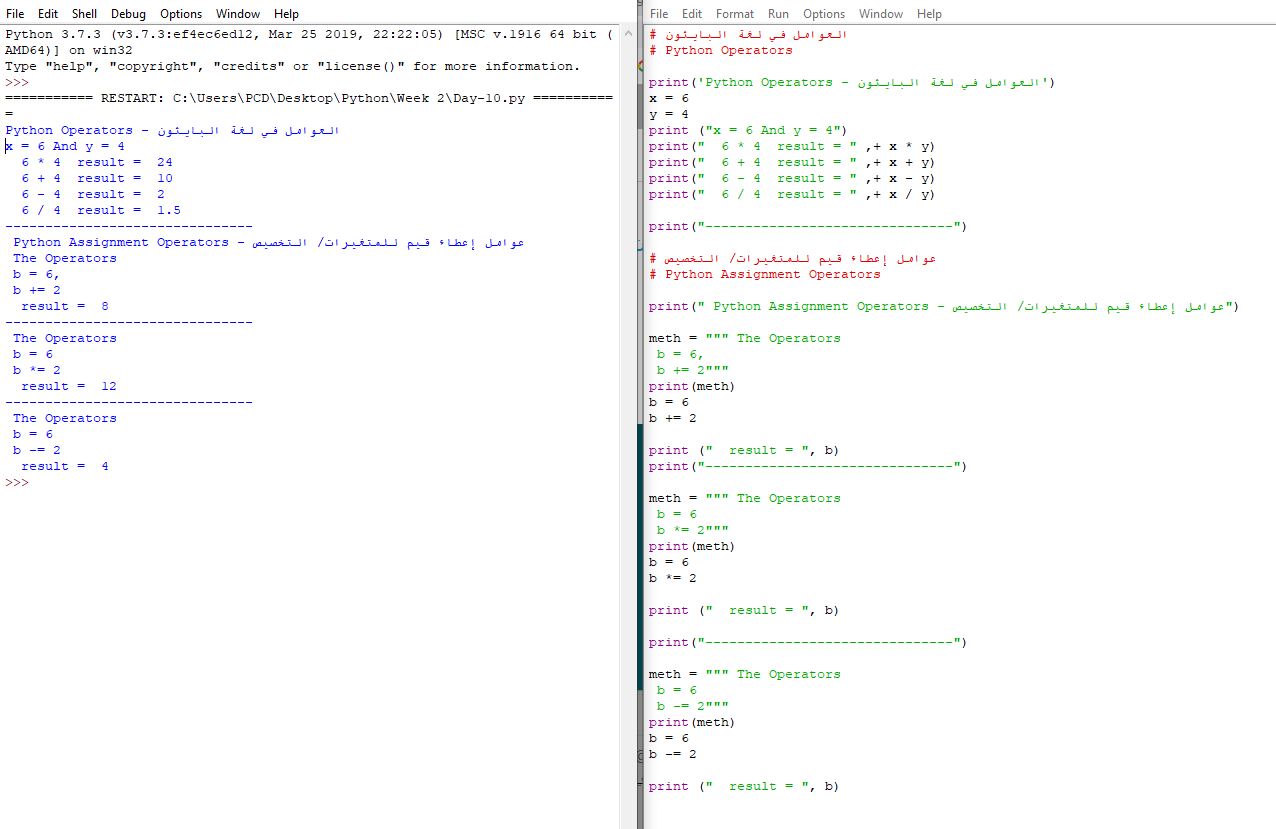 File Edit Shell Debug Options Window Help
Python 3.7.3 (v3.7.3:ef4ec6ed12, Mar 25 2019, 22:22:05) [MSC v.1916 64 bit (
AMD64)] on win32
Type "help", "copyright", "credits" or "license()" for more information.
>>>
=========== RESTART: C:\Users\PCD\Desktop\Python\Week 2\Day-10.py ==========
=
Python Operators - العوامل في لغة البايثون
x = 6 And y = 4
  6 * 4  result =  24
  6 + 4  result =  10
  6 - 4  result =  2
  6 / 4  result =  1.5
-------------------------------
 Python Assignment Operators - عوامل إعطاء قيم للمتغيرات/ التخصيص
 The Operators
 b = 6,
 b += 2
  result =  8
-------------------------------
 The Operators
 b = 6
 b *= 2
  result =  12
-------------------------------
 The Operators
 b = 6
 b -= 2
  result =  4
>>>
File Edit Format Run Options Window Help
# العوامل في لغة البايثون
# Python Operators
print('Python Operators - العوامل في لغة البايثون')
x = 6
y = 4
print ("x = 6 And y = 4")
print("  6 * 4  result = " ,+ x * y)
print("  6 + 4  result = " ,+ x + y)
print("  6 - 4  result = " ,+ x - y)
print("  6 / 4  result = " ,+ x / y)
print("-------------------------------")
# عوامل إعطاء قيم للمتغيرات/ التخصيص
# Python Assignment Operators
print(" Python Assignment Operators - عوامل إعطاء قيم للمتغيرات/ التخصيص")
meth = """ The Operators
 b = 6,
 b += 2"""
print(meth)
b = 6
b += 2
print ("  result = ", b)
print("-------------------------------")
meth = """ The Operators
 b = 6
 b *= 2"""
print(meth)
b = 6
b *= 2
print ("  result = ", b)
print("-------------------------------")
meth = """ The Operators
 b = 6
 b -= 2"""
print(meth)
b = 6
b -= 2
print ("  result = ", b)